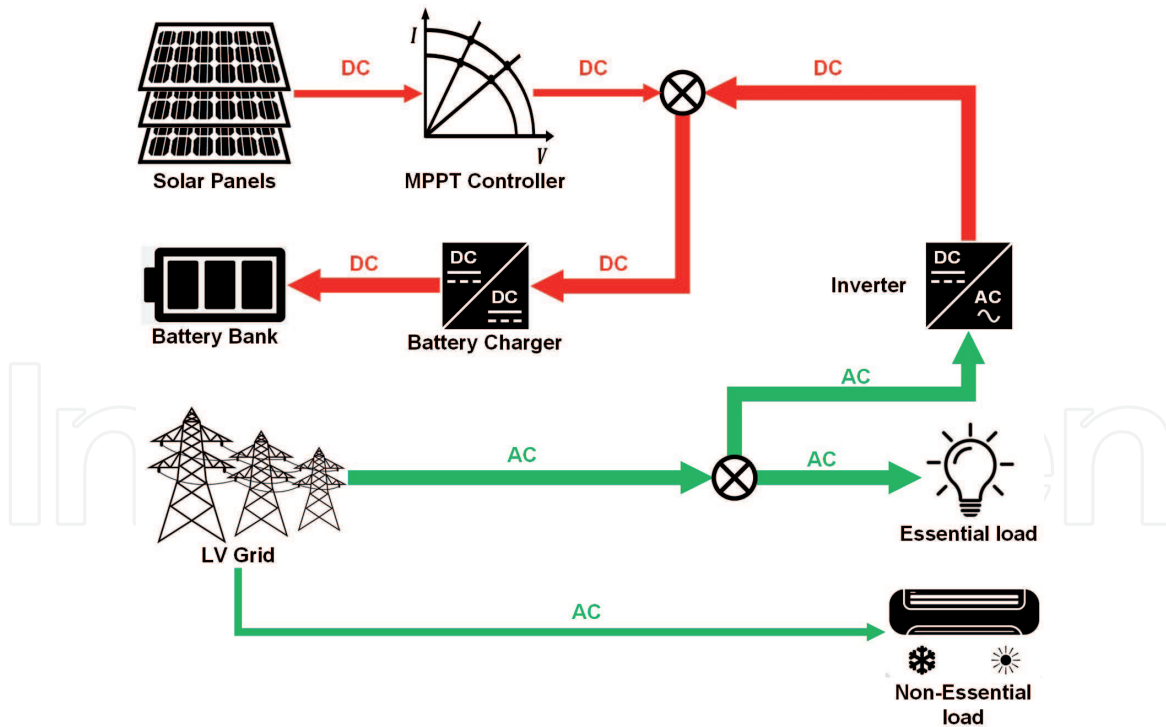 I
V
DC
DC
DC
Solar Panels
MPPT Controller
DC
DC
DC
DC
Battery Bank
Battery Charger
Inverter
DC
AC
AC
AC
AC
LV Grid
Essential load
AC
Non-Essential
load